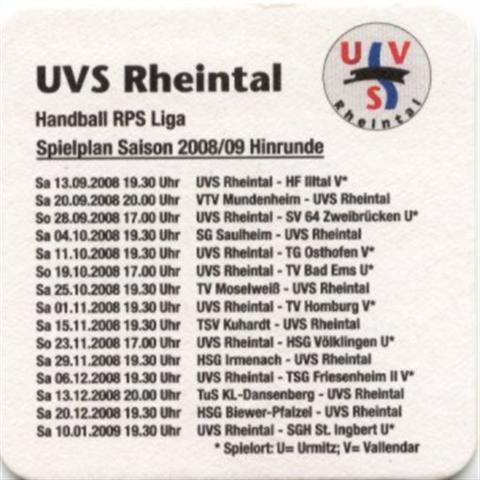 UVS Rheintal
U V S
Rheintal
Handball RPS Liga
Spielplan Saison 2008/09 Hinrunde
Sa 13.09.2008 19.30 Uhr UVS Rheintal - HF Illtal V*
Sa 20.09.2008 20.00 Uhr VTV Mundenheim - UVS Rheintal
So 28.09.2008 17.00 Uhr UVS Rheintal - SV 64 Zweibrücken U*
Sa 04.10.2008 19.30 Uhr SG Saulheim - UVS Rheintal
Sa 11.10.2008 19.30 Uhr UVS Rheintal - TG Osthofen V*
So 19.10.2008 17.00 Uhr UVS Rheintal - TV Bad Ems U*
Sa 25.10.2008 19.30 Uhr TV Moselweiß - UVS Rheintal
Sa 01.11.2008 19.30 Uhr UVS Rheintal - TV Homburg V*
Sa 15.11.2008 19.30 Uhr TSV Kuhardt - UVS Rheintal
So 23.11.2008 17.00 Uhr UVS Rheintal - HSG Völklingen U*
Sa 29.11.2008 19.30 Uhr HSG Irmenach - UVS Rheintal
Sa 06.12.2008 19.30 Uhr UVS Rheintal - TSG Friesenheim II V*
Sa 13.12.2008 20.00 Uhr TuS KL-Dansenberg - UVS Rheintal
Sa 20.12.2008 19.30 Uhr HSG Biewer-Pfalzel - UVS Rheintal
Sa 10.01.2009 19.30 Uhr UVS Rheintal - SGH St. Ingbert U*
* Spielort: U= Urmitz; V= Vallendar